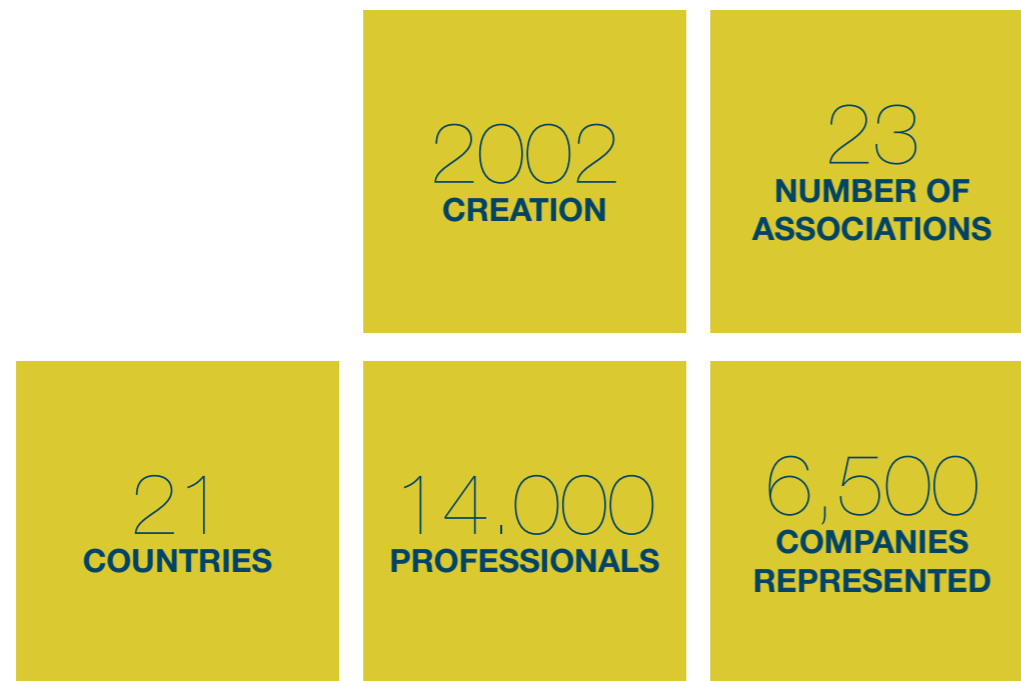 2002
CREATION
23
NUMBER OF
ASSOCIATIONS
21
COUNTRIES
14.000
PROFESSIONALS
6,500
COMPANIES
REPRESENTED